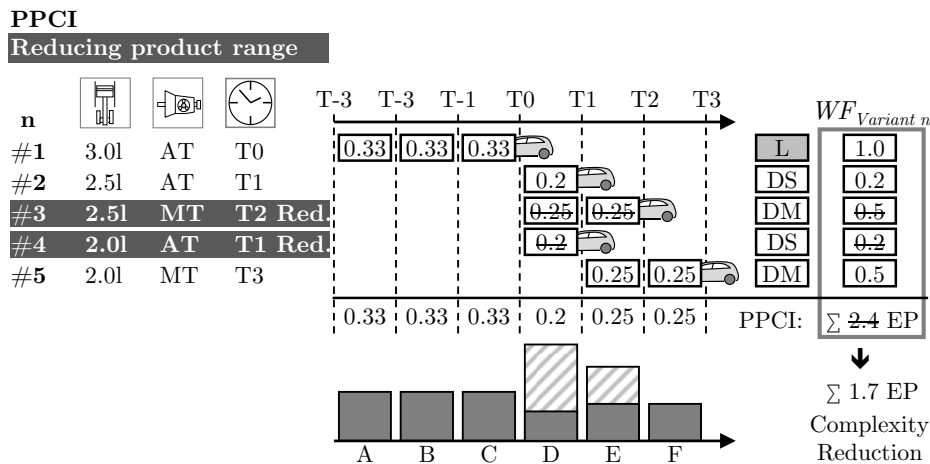 PPCI
Reducing product range
T-3 T-3 T-1 T0 T1 T2 T3
n WF Variant n
#1 3.0l AT T0 0.33 0.33 0.33 L 1.0
#2 2.5l AT T1 0.2 DS 0.2
#3 2.5l MT T2 Red. 0.25 0.25 DM 0.5
#4 2.0l AT T1 Red. 0.2 DS 0.2
#5 2.0l MT T3 0.25 0.25 DM 0.5
0.33 0.33 0.33 0.2 0.25 0.25 PPCI: ∑ 2.4 EP
∑ 1.7 EP
Complexity
Reduction
A B C D E F